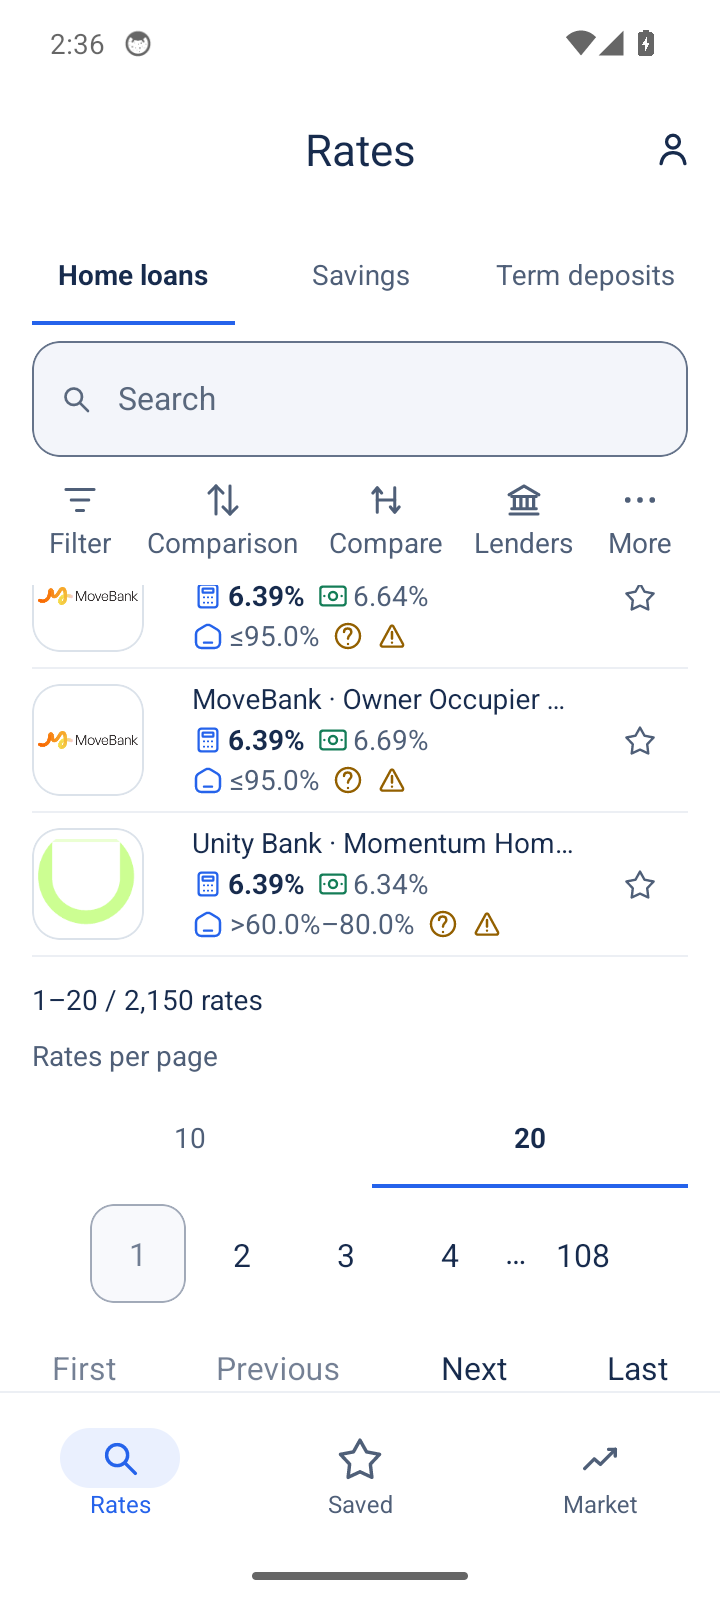 2:36
Rates
Home loans Savings Term deposits
Search
Filter Comparison Compare Lenders More
MoveBank 6.39% 6.64%
≤95.0%
MoveBank · Owner Occupier ...
MoveBank 6.39% 6.69%
≤95.0%
Unity Bank · Momentum Hom...
6.39% 6.34%
>60.0%–80.0%
1–20 / 2,150 rates
Rates per page
10 20
1 2 3 4 ... 108
First Previous Next Last
Rates Saved Market